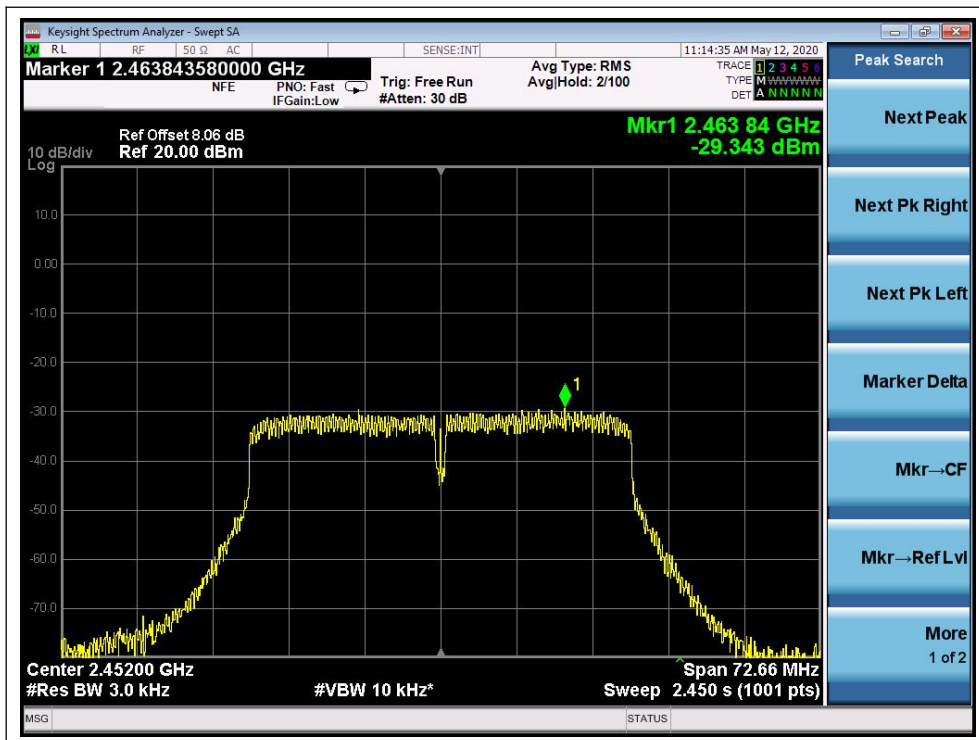 Keysight Spectrum Analyzer - Swept SA
LXI RL RF 50 Ω AC SENSE:INT 11:14:35 AM May 12, 2020
Marker 1 2.463843580000 GHz
NFE PNO: Fast IFGain:Low
Trig: Free Run
#Atten: 30 dB
Avg Type: RMS
Avg|Hold: 2/100
TRACE 1 2 3 4 5 6
TYPE M WWWWW
DET A N N N N N
Ref Offset 8.06 dB
10 dB/div Ref 20.00 dBm
Log
Mkr1 2.463 84 GHz
-29.343 dBm
10.0
0.00
-10.0
-20.0
1
-30.0
-40.0
-50.0
-60.0
-70.0
Center 2.45200 GHz Span 72.66 MHz
#Res BW 3.0 kHz #VBW 10 kHz* Sweep 2.450 s (1001 pts)
MSG STATUS
Peak Search
Next Peak
Next Pk Right
Next Pk Left
Marker Delta
Mkr→CF
Mkr→Ref Lvl
More
1 of 2